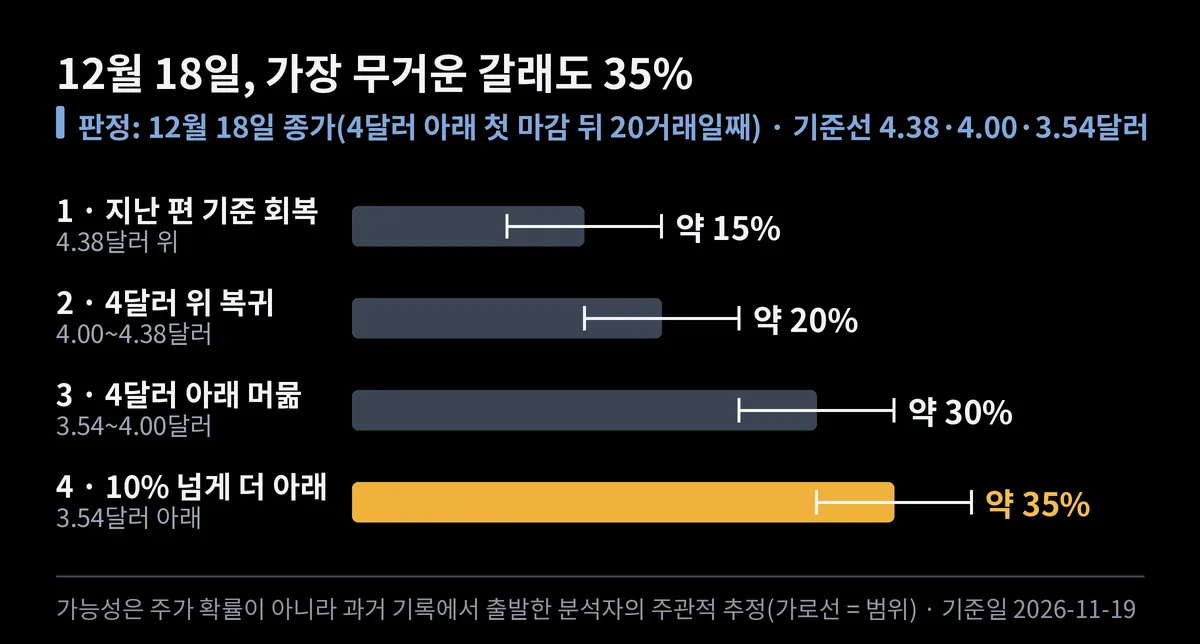 12월 18일, 가장 무거운 갈래도 35%
판정: 12월 18일 종가(4달러 아래 첫 마감 뒤 20거래일째) · 기준선 4.38·4.00·3.54달러
1 · 지난 편 기준 회복
4.38달러 위
약 15%
2 · 4달러 위 복귀
4.00~4.38달러
약 20%
3 · 4달러 아래 머묾
3.54~4.00달러
약 30%
4 · 10% 넘게 더 아래
3.54달러 아래
약 35%
가능성은 주가 확률이 아니라 과거 기록에서 출발한 분석자의 주관적 추정(가로선 = 범위) · 기준일 2026-11-19